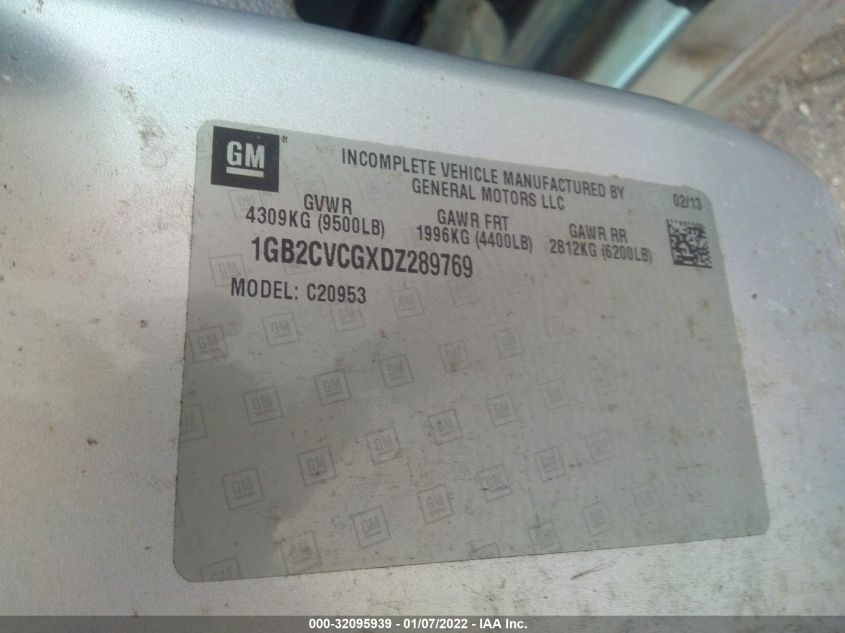 GM ®
INCOMPLETE VEHICLE MANUFACTURED BY
GENERAL MOTORS LLC
02/13
GVWR
4309KG (9500LB)
GAWR FRT
1996KG (4400LB)
GAWR RR
2812KG (6200LB)
1GB2CVCGXDZ289769
MODEL: C20953
000-32095939 - 01/07/2022 - IAA Inc.